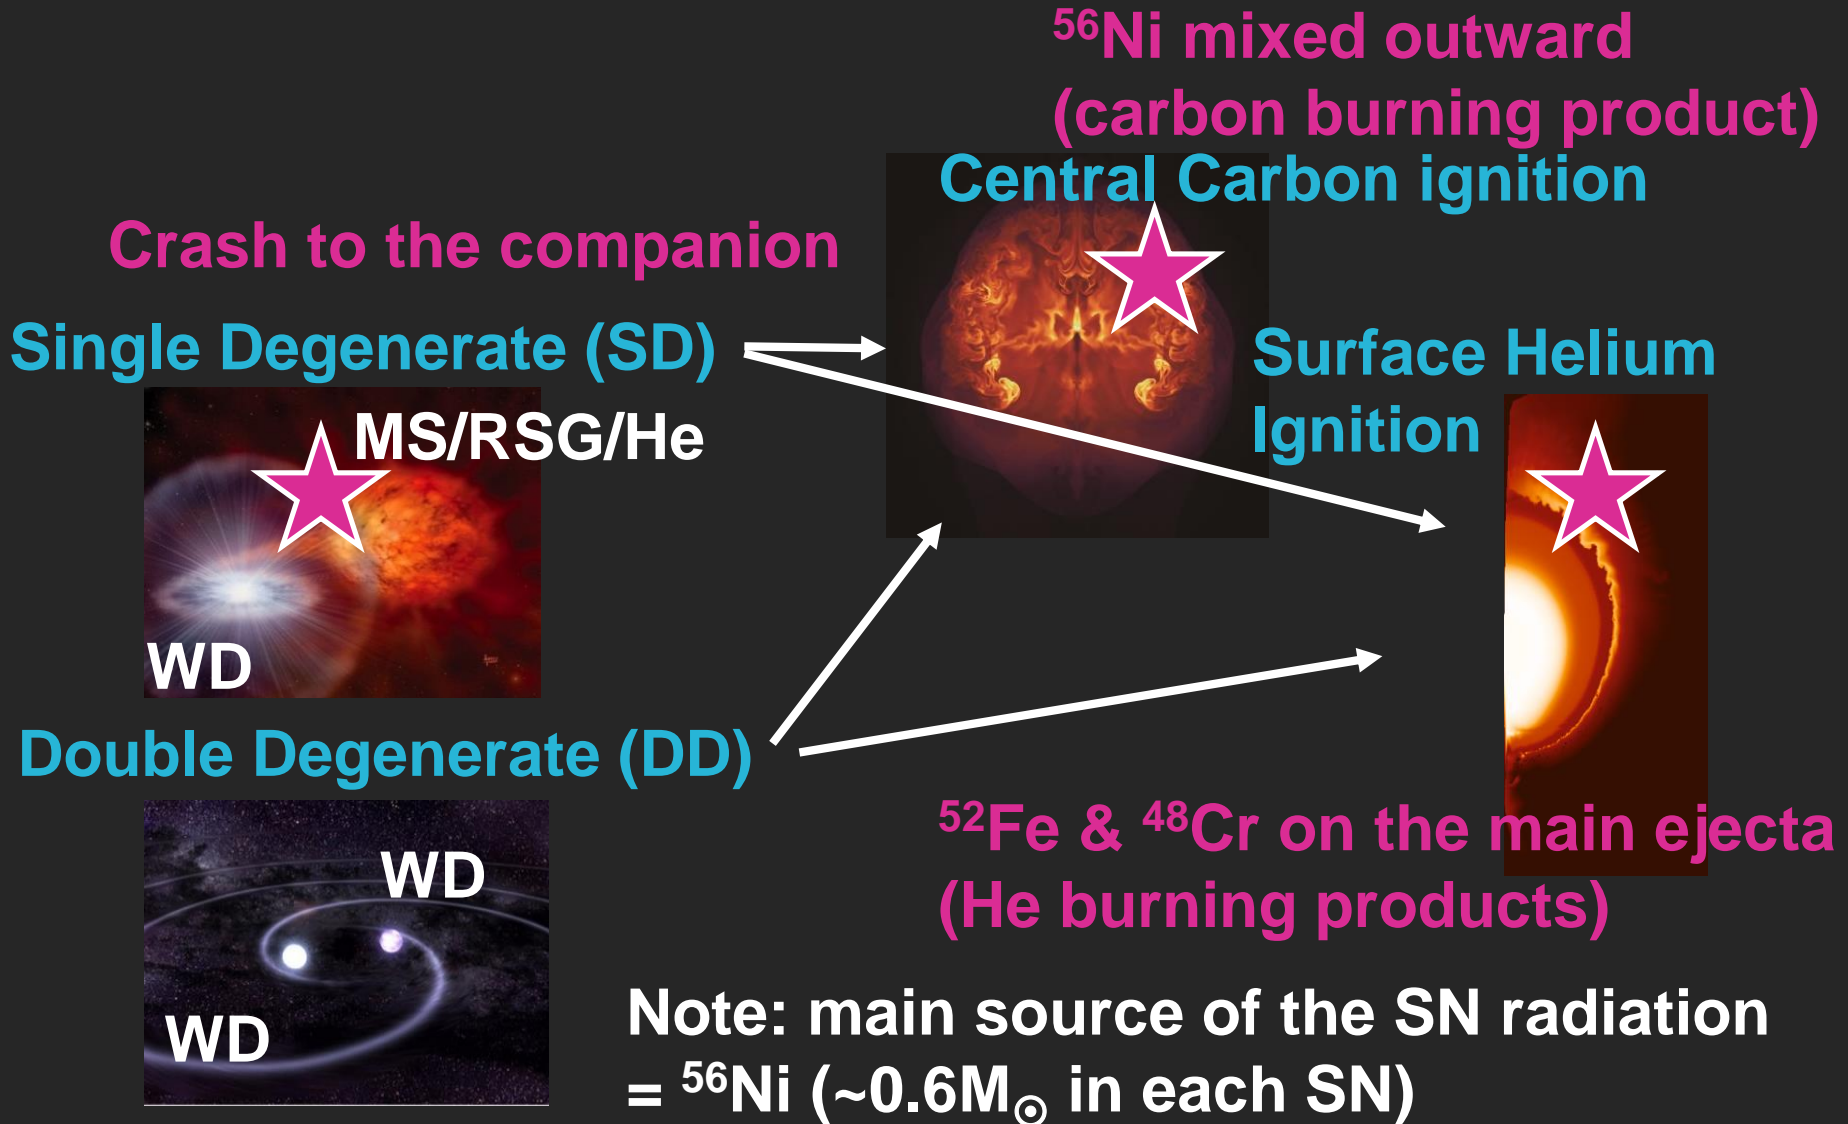 ⁵⁶Ni mixed outward
(carbon burning product)
Central Carbon ignition
Crash to the companion
Single Degenerate (SD)
Surface Helium
Ignition
MS/RSG/He
WD
Double Degenerate (DD)
⁵²Fe & ⁴⁸Cr on the main ejecta
(He burning products)
WD
WD
Note: main source of the SN radiation
= ⁵⁶Ni (~0.6M☉ in each SN)